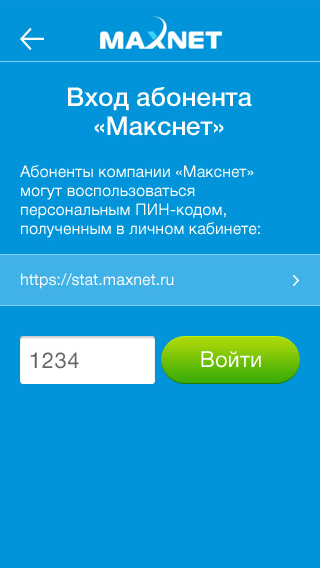 MAXNET
Вход абонента
«Макснет»
Абоненты компании «Макснет»
могут воспользоваться
персональным ПИН-кодом,
полученным в личном кабинете:
https://stat.maxnet.ru
1234
Войти